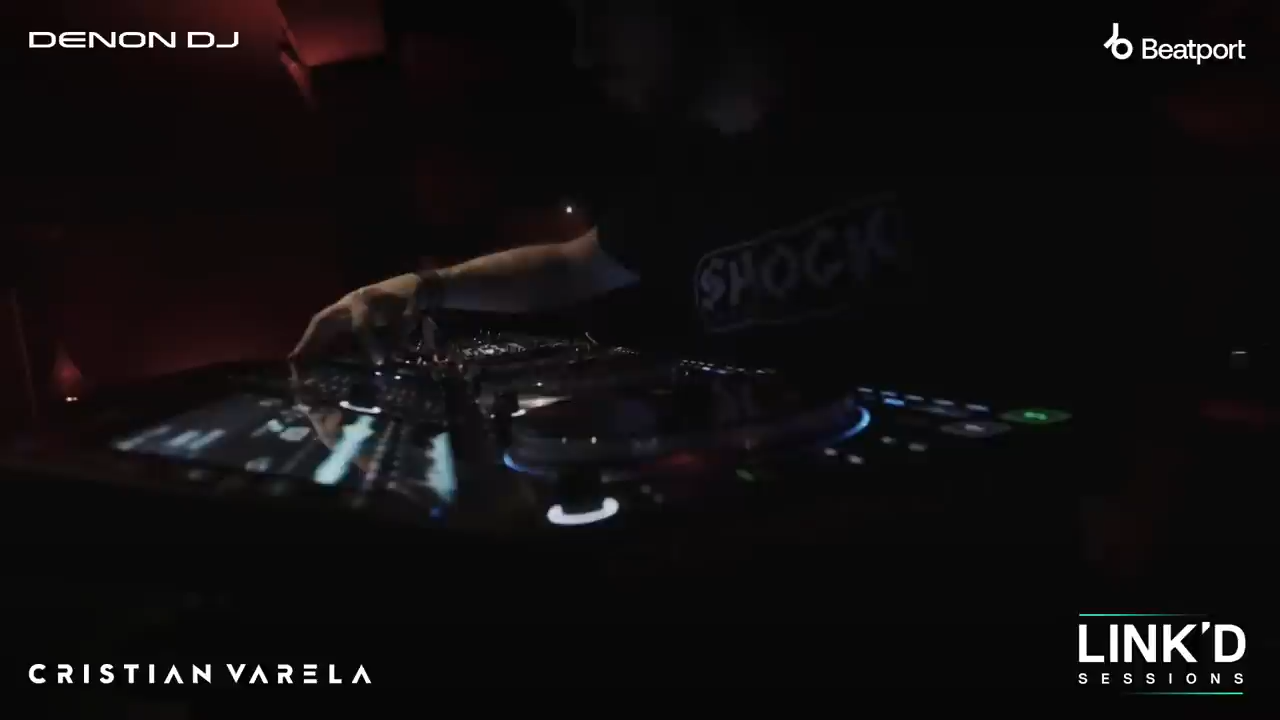 DENON DJ
Beatport
SHOCK
CRISTIAN VARELA
LINK'D
SESSIONS